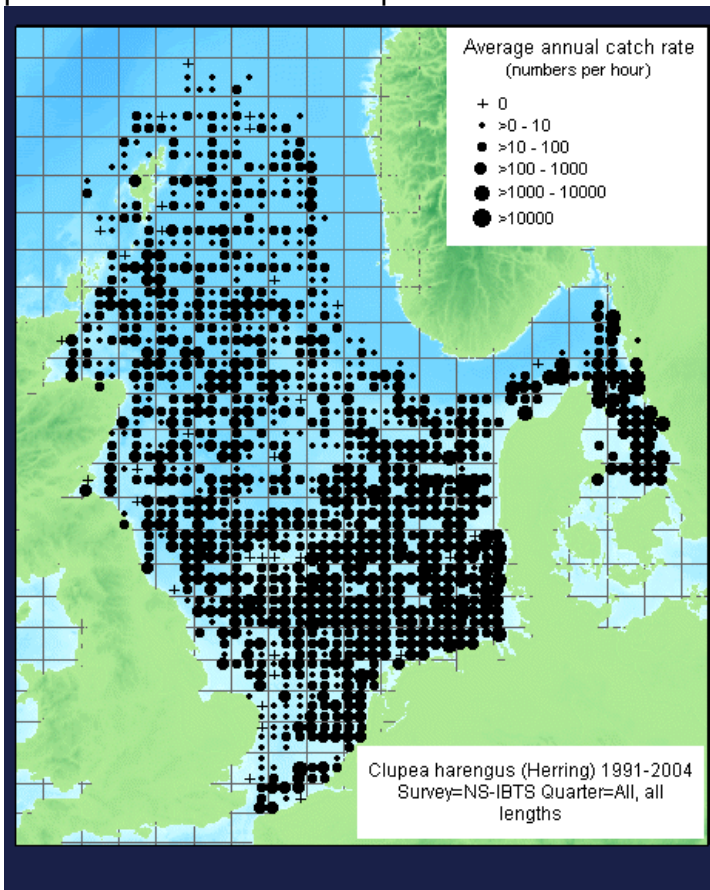 Average annual catch rate
(numbers per hour)
+ 0
>0 - 10
>10 - 100
>100 - 1000
>1000 - 10000
>10000
Clupea harengus (Herring) 1991-2004
Survey=NS-IBTS Quarter=All, all
lengths